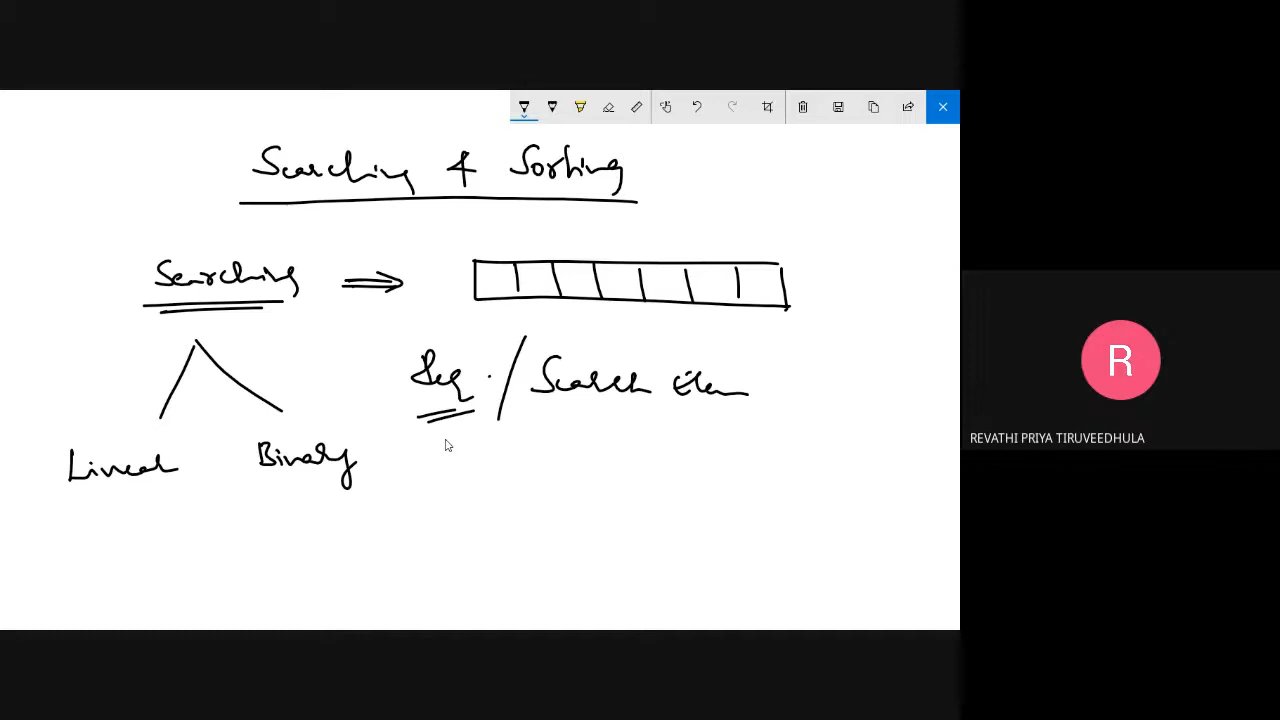 Searching & Sorting
Searching ⇒
Seq. / Search Elem
Linear Binary
R
REVATHI PRIYA TIRUVEEDHULA